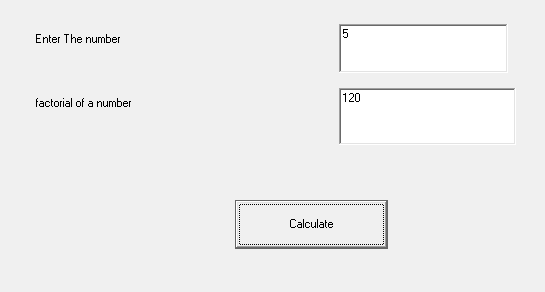 Enter The number
5
factorial of a number
120
Calculate